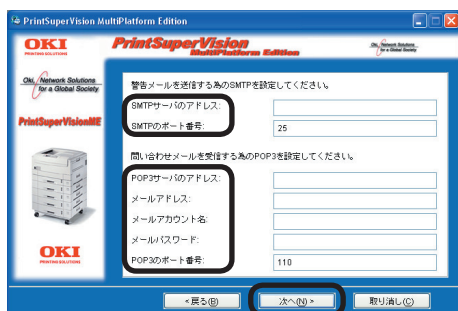 PrintSuperVision MultiPlatform Edition
OKI
PRINTING SOLUTIONS
PrintSuperVision
MultiPlatform Edition
Oki, Network Solutions
for a Global Society
Oki, Network Solutions
for a Global Society
PrintSuperVisionME
OKI
PRINTING SOLUTIONS
警告メールを送信する為のSMTPを設定してください。
SMTPサーバのアドレス:
SMTPのポート番号:
25
問い合わせメールを受信する為のPOP3を設定してください。
POP3サーバのアドレス:
メールアドレス:
メールアカウント名:
メールパスワード:
POP3のポート番号:
110
<戻る(B)
次へ(N) >
取り消し(C)